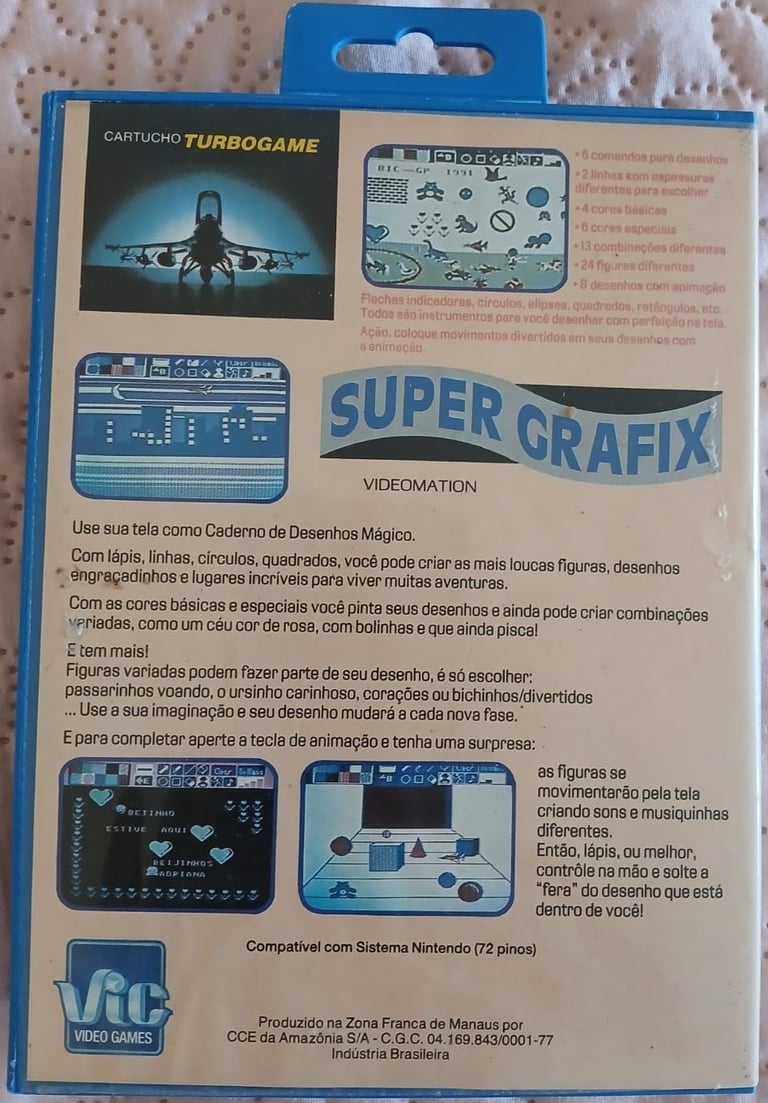 CARTUCHO TURBOGAME
BIC-GP 1991
• 6 comandos para desenhos
• 2 linhas com espessuras
diferentes para escolher
• 4 cores básicas
• 6 cores especiais
• 13 combinações diferentes
• 24 figuras diferentes
• 8 desenhos com animação
Flechas indicadoras, círculos, elipses, quadrados, retângulos, etc.
Todos são instrumentos para você desenhar com perfeição na tela.
Ação, coloque movimentos divertidos em seus desenhos com
a animação.
SUPER GRAFIX
VIDEOMATION
Use sua tela como Caderno de Desenhos Mágico.
Com lápis, linhas, círculos, quadrados, você pode criar as mais loucas figuras, desenhos
engraçadinhos e lugares incríveis para viver muitas aventuras.
Com as cores básicas e especiais você pinta seus desenhos e ainda pode criar combinações
variadas, como um céu cor de rosa, com bolinhas e que ainda pisca!
E tem mais!
Figuras variadas podem fazer parte de seu desenho, é só escolher:
passarinhos voando, o ursinho carinhoso, corações ou bichinhos/divertidos
... Use a sua imaginação e seu desenho mudará a cada nova fase.
E para completar aperte a tecla de animação e tenha uma surpresa:
BETINHO
ESTIVE AQUI
BEIJINHOS
ADRIANA
as figuras se
movimentarão pela tela
criando sons e musiquinhas
diferentes.
Então, lápis, ou melhor,
contrôle na mão e solte a
"fera" do desenho que está
dentro de você!
Compatível com Sistema Nintendo (72 pinos)
Vic
VIDEO GAMES
Produzido na Zona Franca de Manaus por
CCE da Amazônia S/A - C.G.C. 04.169.843/0001-77
Indústria Brasileira